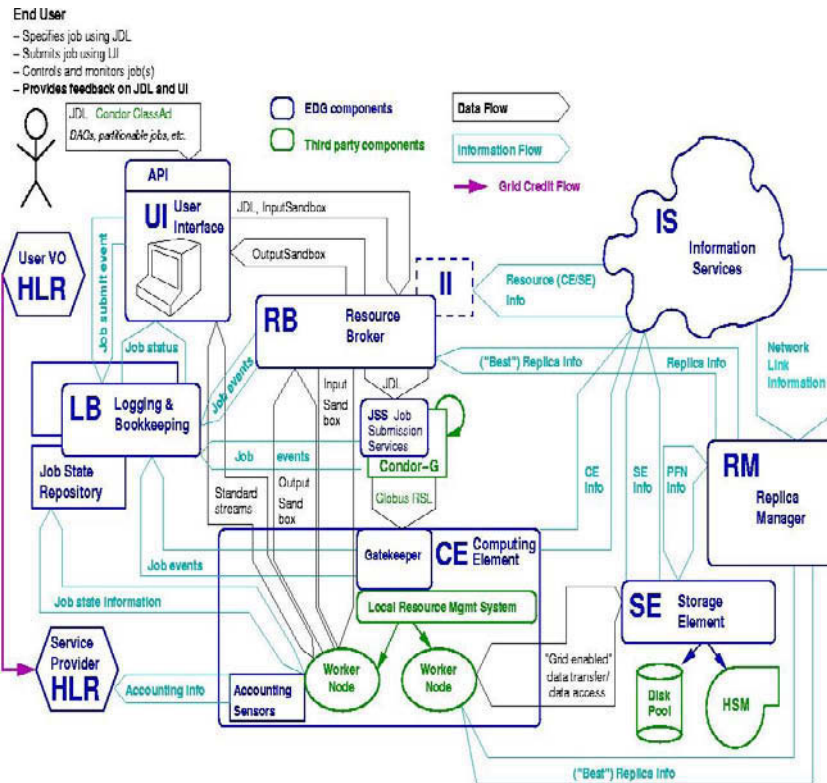 End User
– Specifies job using JDL
– Submits job using UI
– Controls and monitors job(s)
– Provides feedback on JDL and UI
JDL Condor ClassAd
DAGs, partitionable jobs, etc.
EDG components
Third party components
Data Flow
Information Flow
Grid Credit Flow
API
UI User
Interface
JDL, InputSandbox
OutputSandbox
User VO
HLR
Job submit event
Job status
II
Resource (CE/SE)
Info
IS
Information
Services
RB Resource
Broker
("Best") Replica Info
Replica Info
Network
Link
Information
Job events
LB Logging &
Bookkeeping
Input
Sand
box
JDL
JSS Job
Submission
Services
Condor-G
Job events
Job State
Repository
Standard
streams
Output
Sand
box
Globus RSL
CE
Info
SE
Info
PFN
Info
RM
Replica
Manager
Gatekeeper
CE Computing
Element
Job events
Job state Information
Local Resource Mgmt System
SE Storage
Element
Service
Provider
HLR
Accounting Info
Accounting
Sensors
Worker
Node
Worker
Node
"Grid enabled"
data transfer/
data access
Disk
Pool
HSM
("Best") Replica Info